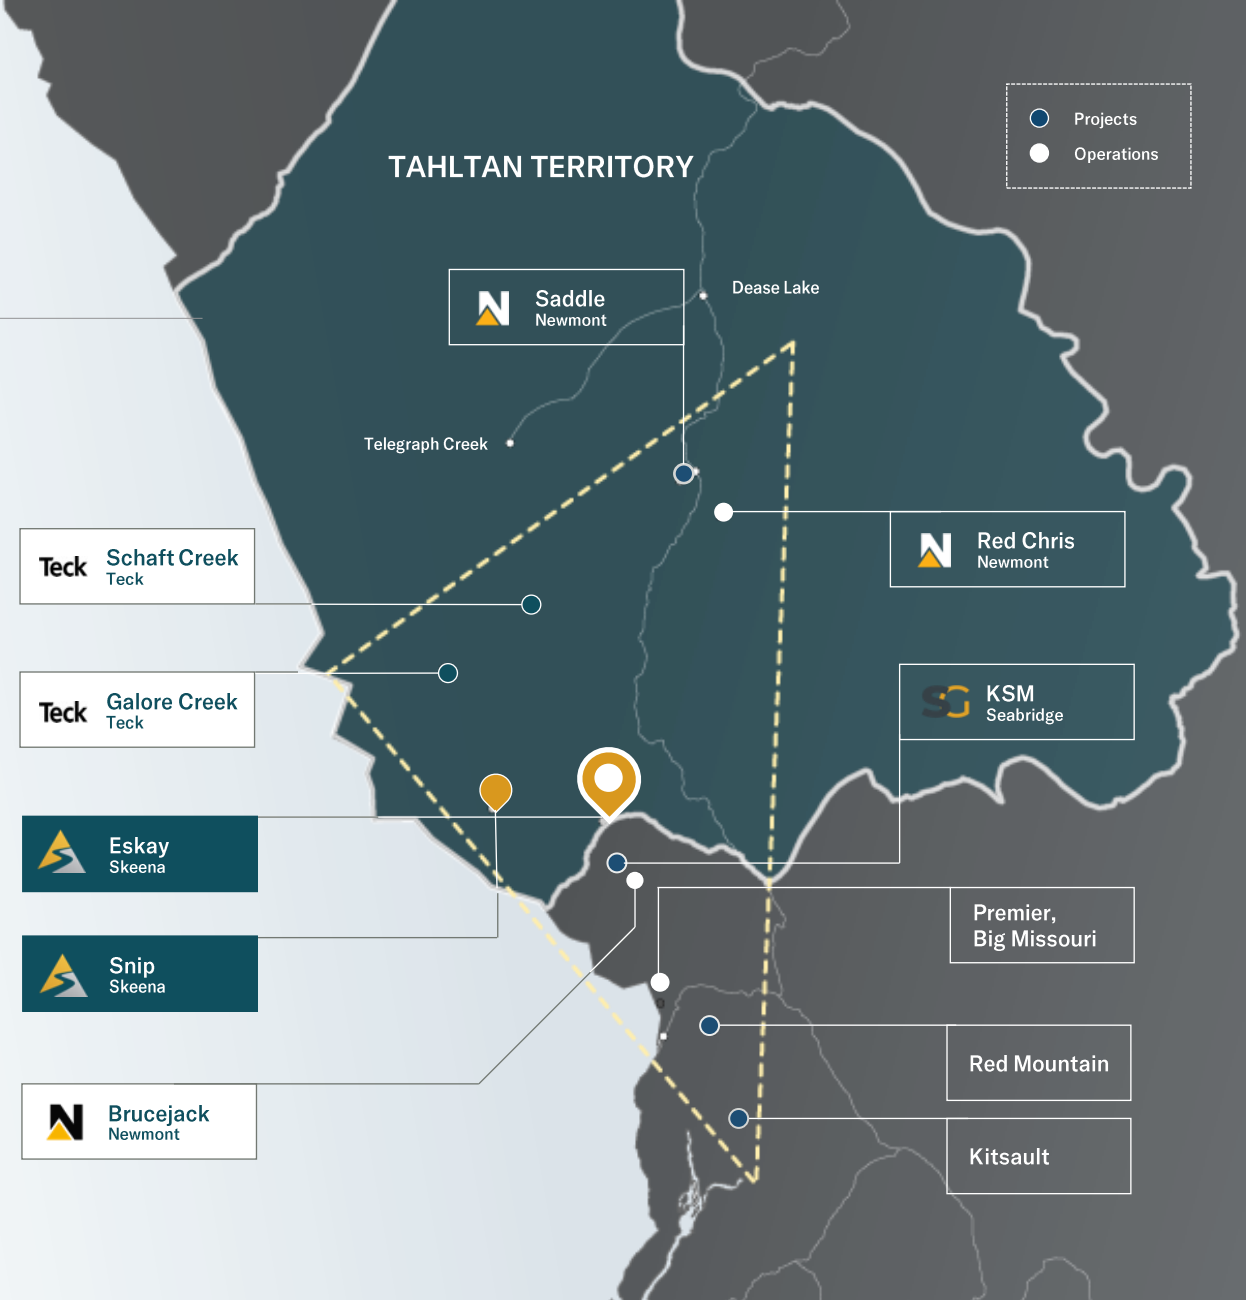 Projects
Operations
TAHLTAN TERRITORY
Saddle
Newmont
Dease Lake
Telegraph Creek
Teck
Schaft Creek
Teck
Red Chris
Newmont
Teck
Galore Creek
Teck
SG
KSM
Seabridge
Eskay
Skeena
Premier,
Big Missouri
Snip
Skeena
Red Mountain
Brucejack
Newmont
Kitsault